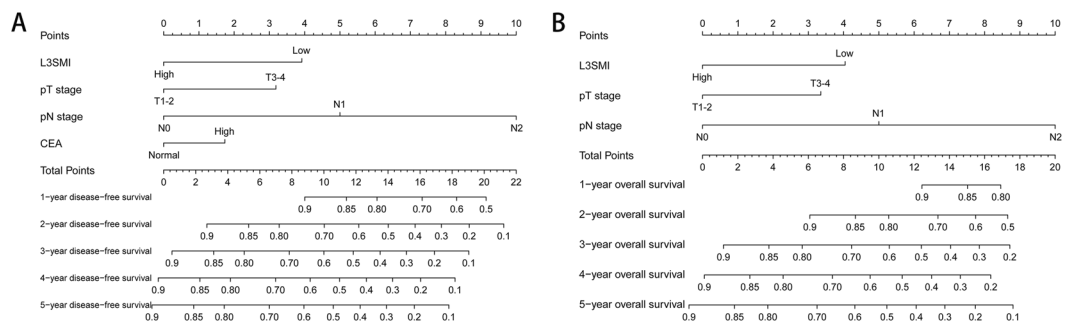 A
Points
0 1 2 3 4 5 6 7 8 9 10
L3SMI
High Low
pT stage
T1-2 T3-4
pN stage
N0 N1 N2
CEA
Normal High
Total Points
0 2 4 6 8 10 12 14 16 18 20 22
1-year disease-free survival
0.9 0.85 0.80 0.70 0.6 0.5
2-year disease-free survival
0.9 0.85 0.80 0.70 0.6 0.5 0.4 0.3 0.2 0.1
3-year disease-free survival
0.9 0.85 0.80 0.70 0.6 0.5 0.4 0.3 0.2 0.1
4-year disease-free survival
0.9 0.85 0.80 0.70 0.6 0.5 0.4 0.3 0.2 0.1
5-year disease-free survival
0.9 0.85 0.80 0.70 0.6 0.5 0.4 0.3 0.2 0.1
B
Points
0 1 2 3 4 5 6 7 8 9 10
L3SMI
High Low
pT stage
T1-2 T3-4
pN stage
N0 N1 N2
Total Points
0 2 4 6 8 10 12 14 16 18 20
1-year overall survival
0.9 0.85 0.80
2-year overall survival
0.9 0.85 0.80 0.70 0.6 0.5
3-year overall survival
0.9 0.85 0.80 0.70 0.6 0.5 0.4 0.3 0.2
4-year overall survival
0.9 0.85 0.80 0.70 0.6 0.5 0.4 0.3 0.2
5-year overall survival
0.9 0.85 0.80 0.70 0.6 0.5 0.4 0.3 0.2 0.1